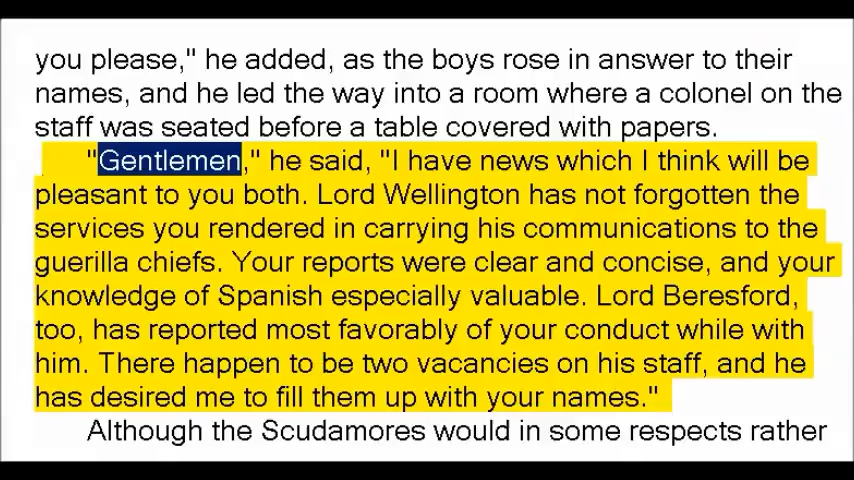 you please," he added, as the boys rose in answer to their
names, and he led the way into a room where a colonel on the
staff was seated before a table covered with papers.
"Gentlemen," he said, "I have news which I think will be
pleasant to you both. Lord Wellington has not forgotten the
services you rendered in carrying his communications to the
guerilla chiefs. Your reports were clear and concise, and your
knowledge of Spanish especially valuable. Lord Beresford,
too, has reported most favorably of your conduct while with
him. There happen to be two vacancies on his staff, and he
has desired me to fill them up with your names."
Although the Scudamores would in some respects rather